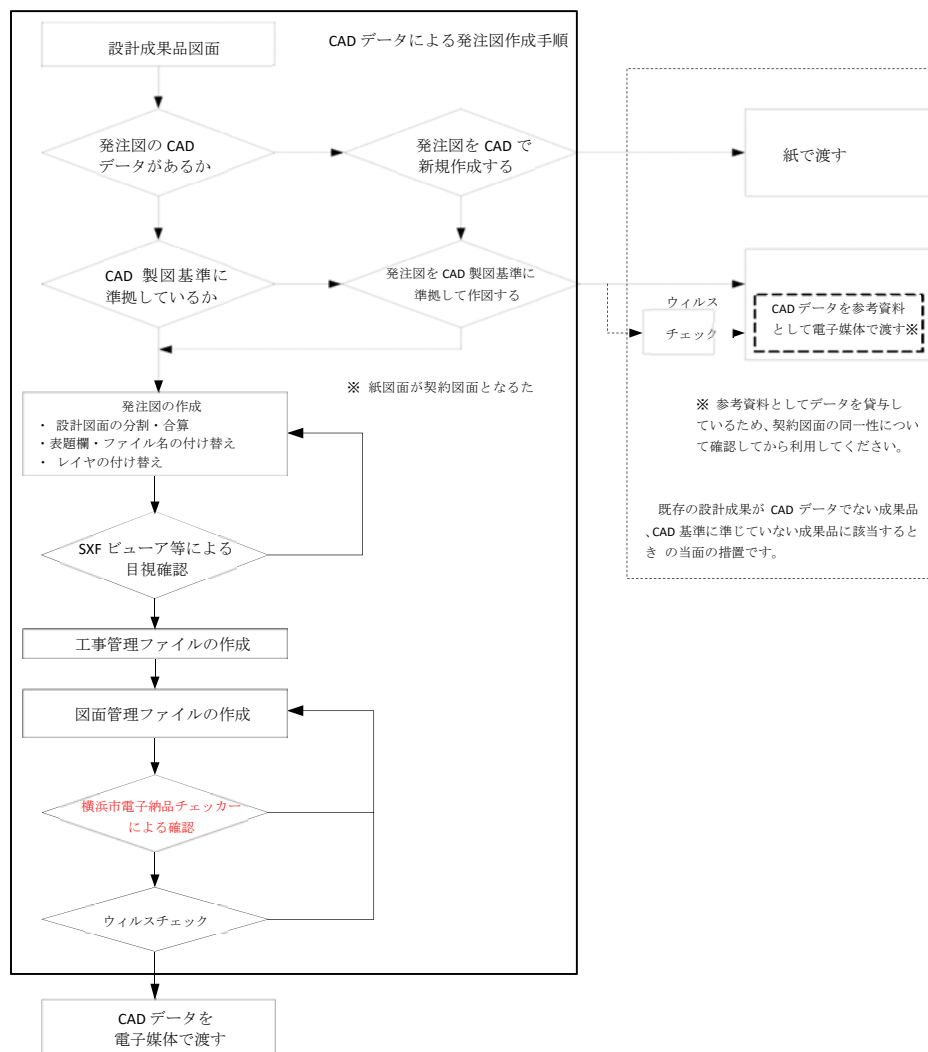 CAD データによる発注図作成手順
設計成果品図面
発注図の CAD
データがあるか
発注図を CAD で
新規作成する
紙で渡す
CAD 製図基準に
準拠しているか
発注図を CAD 製図基準に
準拠して作図する
ウィルス
チェック
CAD データを参考資料
として電子媒体で渡す※
※ 紙図面が契約図面となるた
※ 参考資料としてデータを貸与し
ているため、契約図面の同一性につい
て確認してから利用してください。
発注図の作成
・ 設計図面の分割・合算
・表題欄・ファイル名の付け替え
・ レイヤの付け替え
既存の設計成果が CAD データでない成果品
、CAD 基準に準じていない成果品に該当すると
き の当面の措置です。
SXF ビューア等による
目視確認
工事管理ファイルの作成
図面管理ファイルの作成
横浜市電子納品チェッカー
による確認
ウィルスチェック
CAD データを
電子媒体で渡す